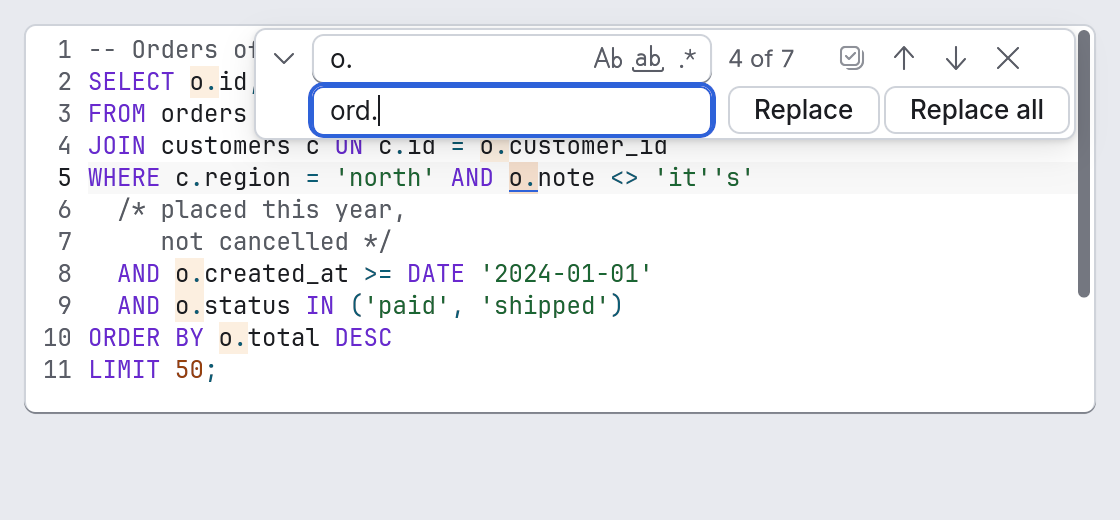 o. Ab ab .* 4 of 7
ord. Replace Replace all
1 -- Orders of
2 SELECT o.id,
3 FROM orders
4 JOIN customers c ON c.id = o.customer_id
5 WHERE c.region = 'north' AND o.note <> 'it''s'
6 /* placed this year,
7 not cancelled */
8 AND o.created_at >= DATE '2024-01-01'
9 AND o.status IN ('paid', 'shipped')
10 ORDER BY o.total DESC
11 LIMIT 50;